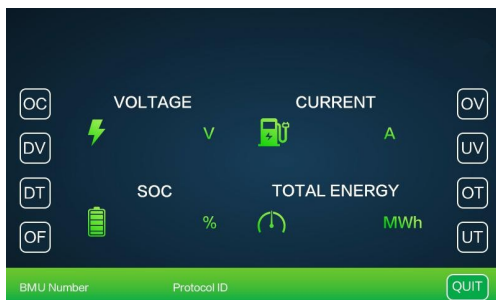 OC
VOLTAGE
CURRENT
OV
V
A
DV
UV
DT
SOC
TOTAL ENERGY
OT
%
MWh
OF
UT
BMU Number
Protocol ID
QUIT